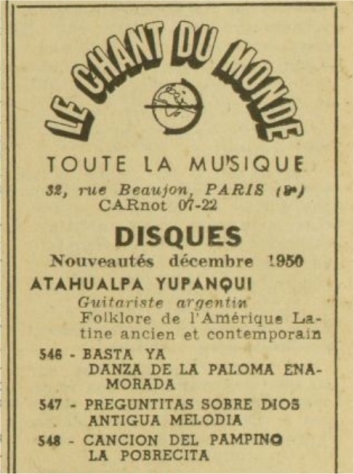 LE CHANT DU MONDE
TOUTE LA MUSIQUE
32, rue Beaujon, PARIS (8e)
CARnot 07-22
DISQUES
Nouveautés décembre 1950
ATAHUALPA YUPANQUI
Guitariste argentin
Folklore de l'Amérique La-
tine ancien et contemporain
546 - BASTA YA
DANZA DE LA PALOMA ENA-
MORADA
547 - PREGUNTITAS SOBRE DIOS
ANTIGUA MELODIA
548 - CANCION DEL PAMPINO
LA POBRECITA